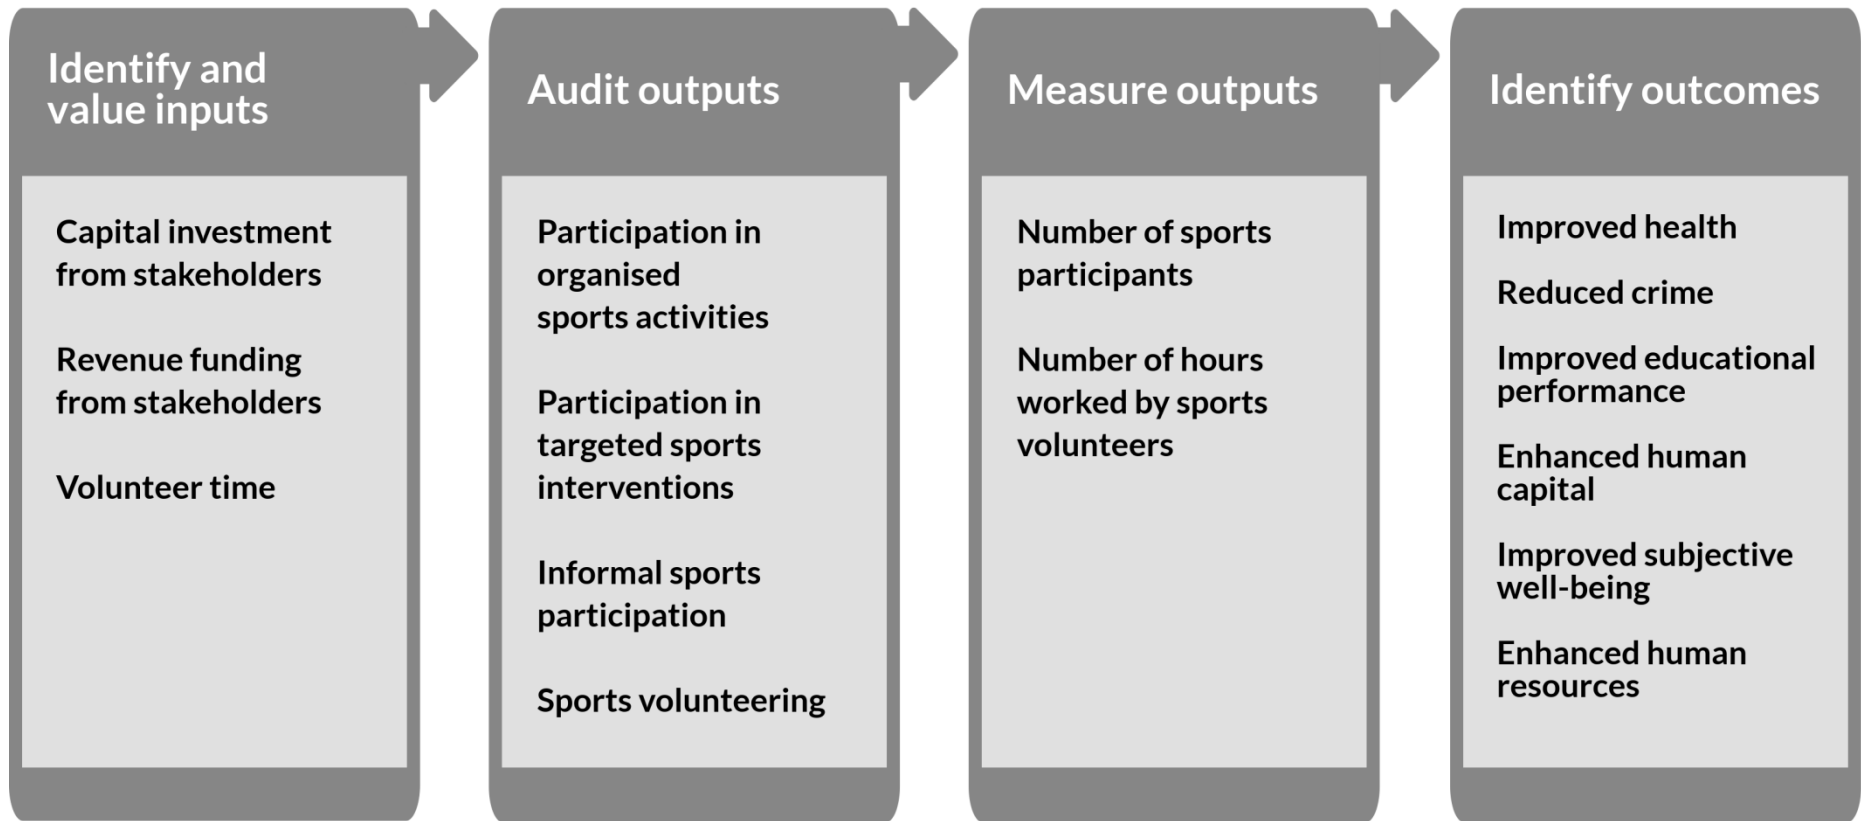 Identify and
value inputs
Capital investment
from stakeholders
Revenue funding
from stakeholders
Volunteer time
Audit outputs
Participation in
organised
sports activities
Participation in
targeted sports
interventions
Informal sports
participation
Sports volunteering
Measure outputs
Number of sports
participants
Number of hours
worked by sports
volunteers
Identify outcomes
Improved health
Reduced crime
Improved educational
performance
Enhanced human
capital
Improved subjective
well-being
Enhanced human
resources